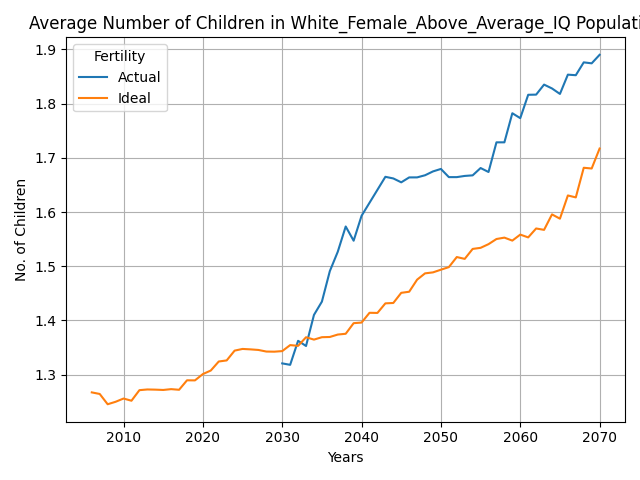 Average Number of Children in White_Female_Above_Average_IQ Populati
Fertility
Actual
Ideal
No. of Children
1.9
1.8
1.7
1.6
1.5
1.4
1.3
2010 2020 2030 2040 2050 2060 2070
Years